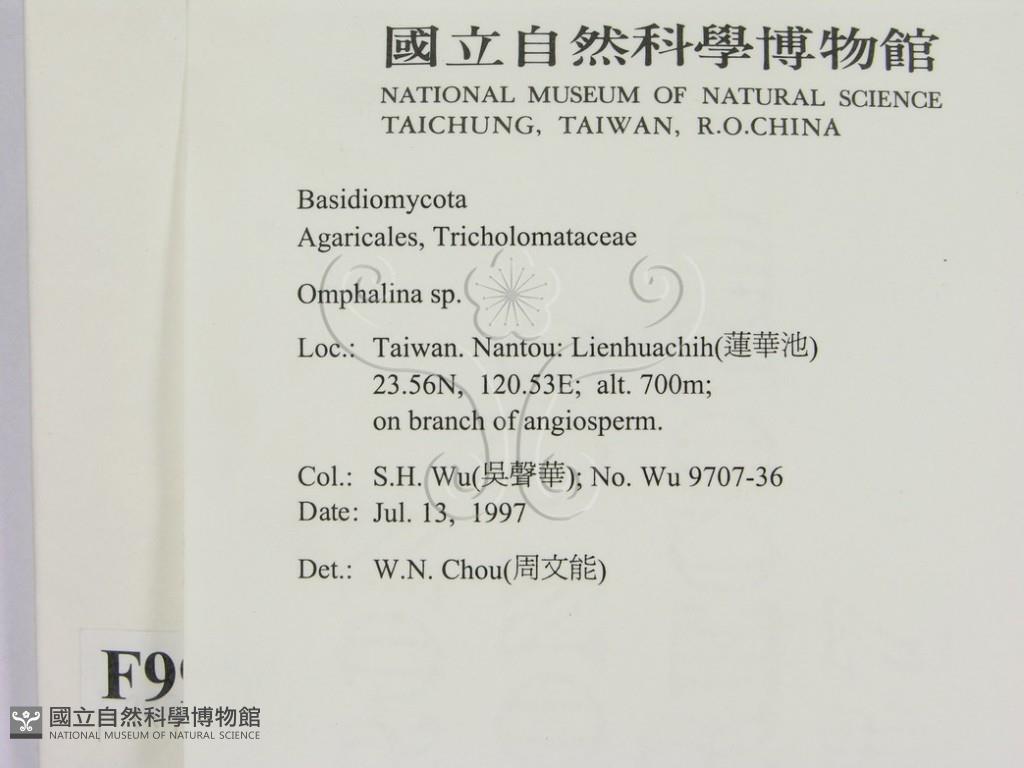 國立自然科學博物館
NATIONAL MUSEUM OF NATURAL SCIENCE
TAICHUNG, TAIWAN, R.O.CHINA
Basidiomycota
Agaricales, Tricholomataceae
Omphalina sp.
Loc.: Taiwan. Nantou: Lienhuachih(蓮華池)
23.56N, 120.53E; alt. 700m;
on branch of angiosperm.
Col.: S.H. Wu(吳聲華); No. Wu 9707-36
Date: Jul. 13, 1997
Det.: W.N. Chou(周文能)
F9
國立自然科學博物館
NATIONAL MUSEUM OF NATURAL SCIENCE